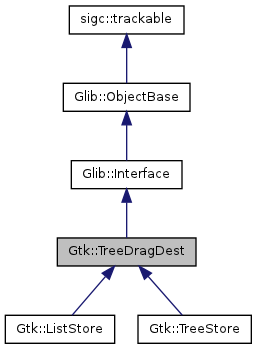 sigc::trackable
Glib::ObjectBase
Glib::Interface
Gtk::TreeDragDest
Gtk::ListStore
Gtk::TreeStore